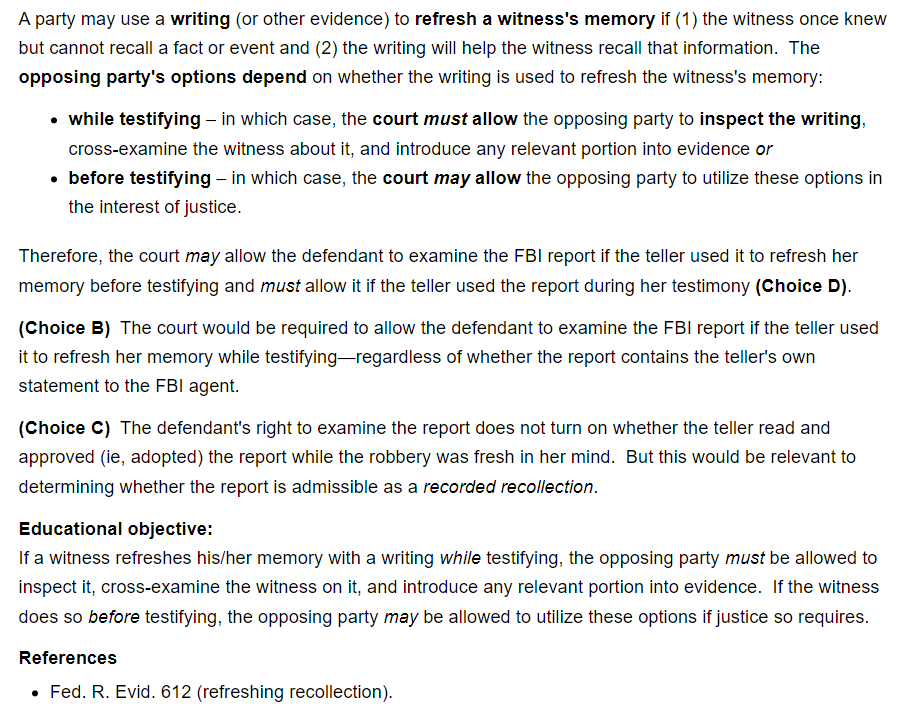 A party may use a writing (or other evidence) to refresh a witness's memory if (1) the witness once knew
but cannot recall a fact or event and (2) the writing will help the witness recall that information.  The
opposing party's options depend on whether the writing is used to refresh the witness's memory:
• while testifying – in which case, the court must allow the opposing party to inspect the writing,
cross-examine the witness about it, and introduce any relevant portion into evidence or
• before testifying – in which case, the court may allow the opposing party to utilize these options in
the interest of justice.
Therefore, the court may allow the defendant to examine the FBI report if the teller used it to refresh her
memory before testifying and must allow it if the teller used the report during her testimony (Choice D).
(Choice B)  The court would be required to allow the defendant to examine the FBI report if the teller used
it to refresh her memory while testifying—regardless of whether the report contains the teller's own
statement to the FBI agent.
(Choice C)  The defendant's right to examine the report does not turn on whether the teller read and
approved (ie, adopted) the report while the robbery was fresh in her mind.  But this would be relevant to
determining whether the report is admissible as a recorded recollection.
Educational objective:
If a witness refreshes his/her memory with a writing while testifying, the opposing party must be allowed to
inspect it, cross-examine the witness on it, and introduce any relevant portion into evidence.  If the witness
does so before testifying, the opposing party may be allowed to utilize these options if justice so requires.
References
• Fed. R. Evid. 612 (refreshing recollection).